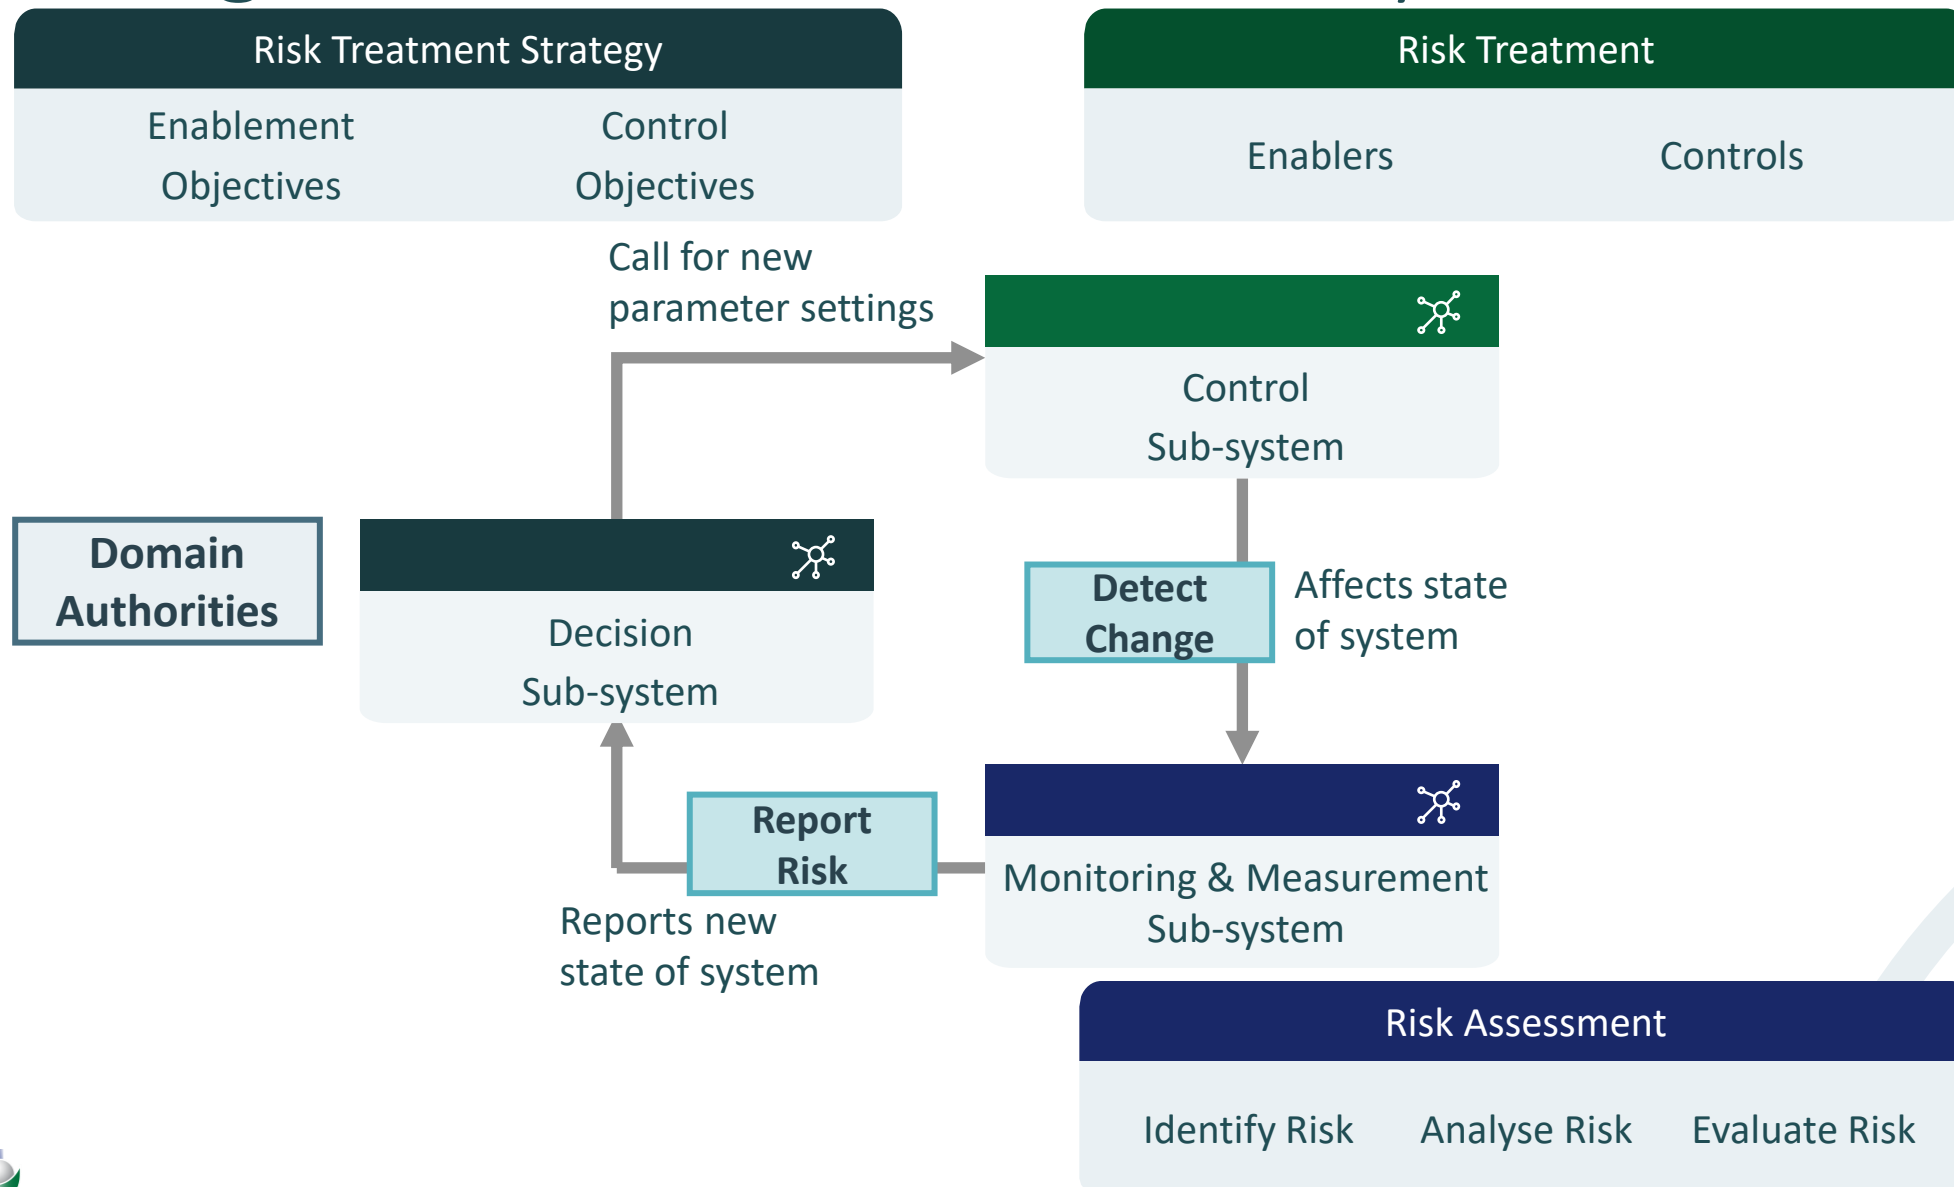 Risk Treatment Strategy
Enablement
Objectives
Control
Objectives
Risk Treatment
Enablers
Controls
Call for new
parameter settings
Control
Sub-system
Domain
Authorities
Decision
Sub-system
Detect
Change
Affects state
of system
Report
Risk
Reports new
state of system
Monitoring & Measurement
Sub-system
Risk Assessment
Identify Risk
Analyse Risk
Evaluate Risk